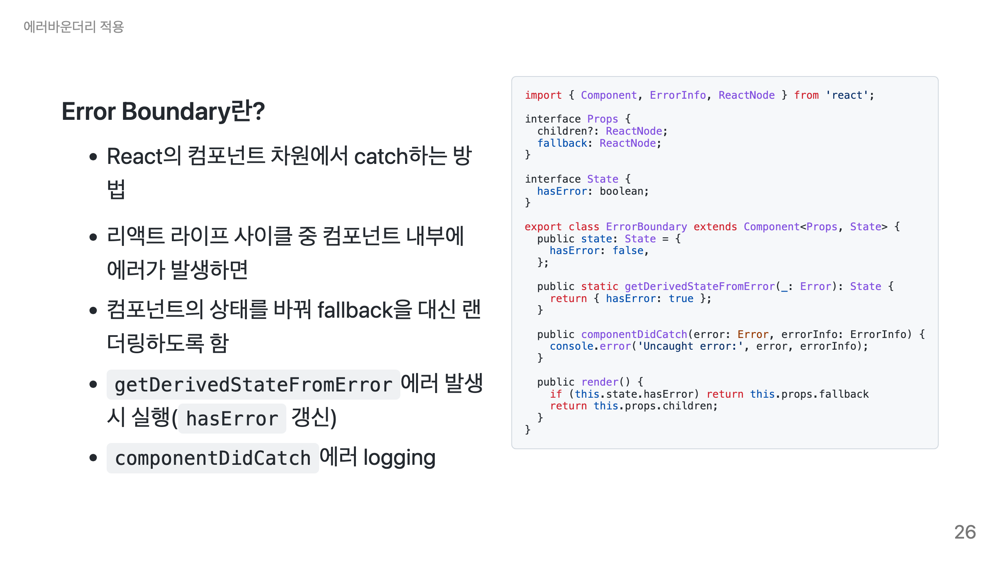 에러바운더리 적용
Error Boundary란?
React의 컴포넌트 차원에서 catch하는 방
법
리액트 라이프 사이클 중 컴포넌트 내부에
에러가 발생하면
컴포넌트의 상태를 바꿔 fallback을 대신 랜
더링하도록 함
getDerivedStateFromError 에러 발생
시 실행( hasError 갱신)
componentDidCatch 에러 logging
import { Component, ErrorInfo, ReactNode } from 'react';
interface Props {
  children?: ReactNode;
  fallback: ReactNode;
}
interface State {
  hasError: boolean;
}
export class ErrorBoundary extends Component<Props, State> {
  public state: State = {
    hasError: false,
  };
  public static getDerivedStateFromError(_: Error): State {
    return { hasError: true };
  }
  public componentDidCatch(error: Error, errorInfo: ErrorInfo) {
    console.error('Uncaught error:', error, errorInfo);
  }
  public render() {
    if (this.state.hasError) return this.props.fallback
    return this.props.children;
  }
}
26